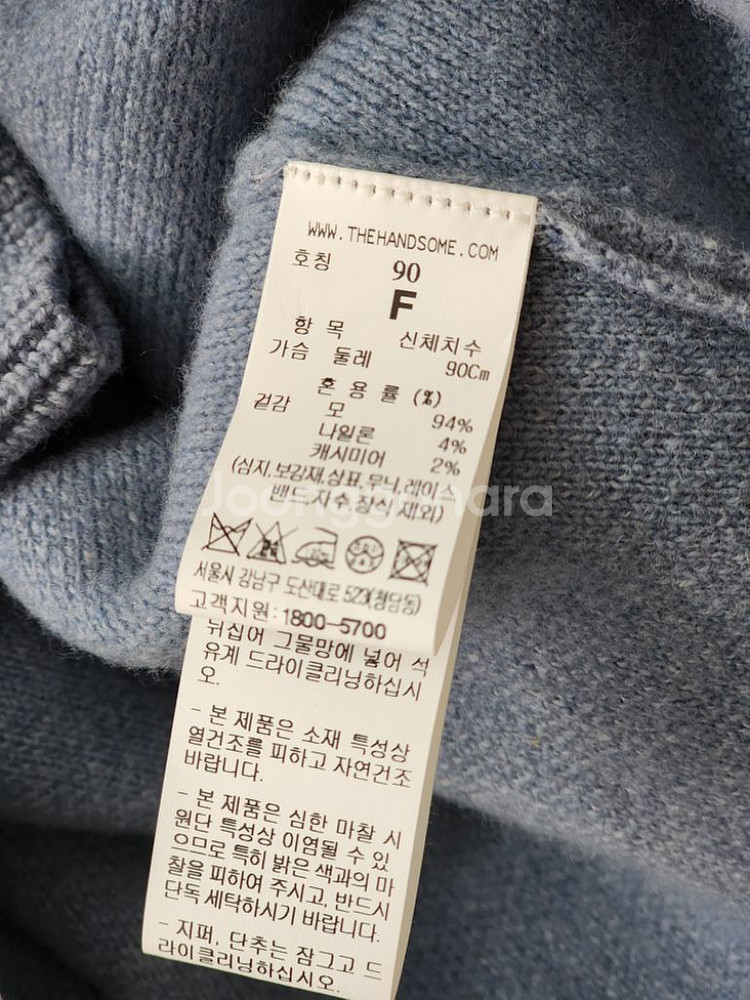 WWW.THEHANDSOME.COM
호칭 90
F
항 목 신체치수
가슴 둘레 90Cm
혼 용 률 (%)
겉감 모 94%
나일론 4%
캐시미어 2%
(심지,보강재,상표,무늬,레이스
밴드,자수,장식 제외)
Joonggonara
서울시 강남구 도산대로 523(청담동)
고객지원:1800-5700
뒤집어 그물망에 넣어 석
유계 드라이클리닝하십시
오.
- 본 제품은 소재 특성상
열건조를 피하고 자연건조
바랍니다.
- 본 제품은 심한 마찰 시
원단 특성상 이염될 수 있
으므로 특히 밝은 색과의 마
찰을 피하여 주시고, 반드시
단독 세탁하시기 바랍니다.
- 지퍼, 단추는 잠그고 드
라이클리닝하십시오.